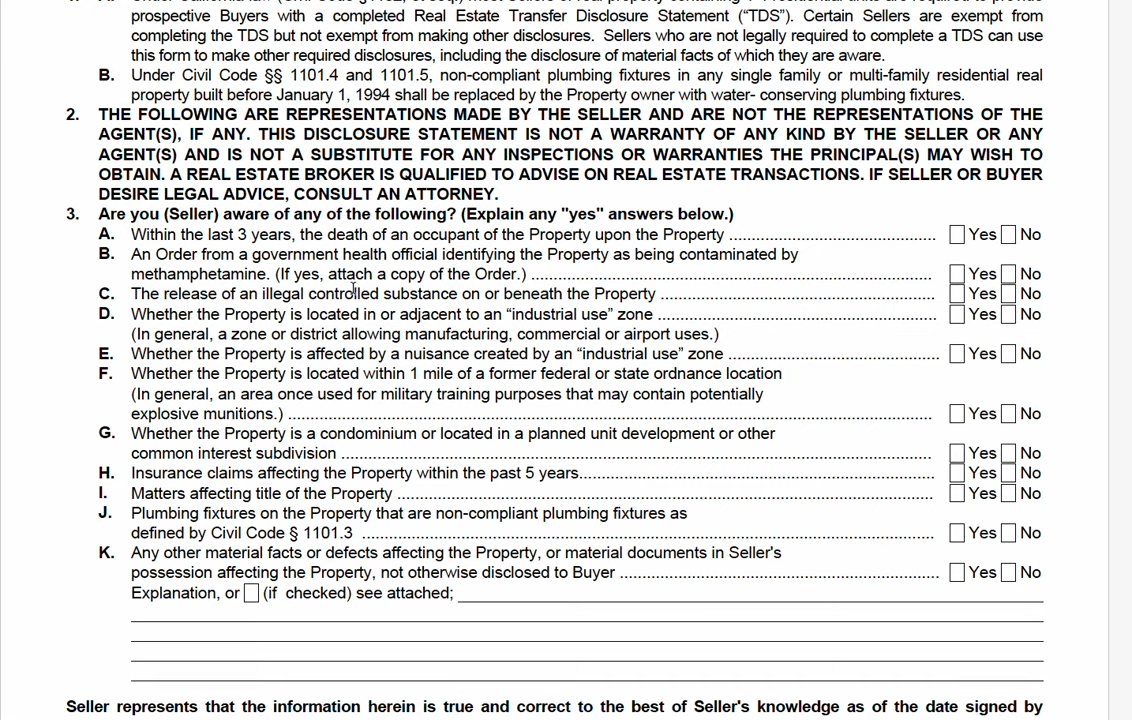 prospective Buyers with a completed Real Estate Transfer Disclosure Statement (“TDS”). Certain Sellers are exempt from
completing the TDS but not exempt from making other disclosures. Sellers who are not legally required to complete a TDS can use
this form to make other required disclosures, including the disclosure of material facts of which they are aware.
B. Under Civil Code §§ 1101.4 and 1101.5, non-compliant plumbing fixtures in any single family or multi-family residential real
property built before January 1, 1994 shall be replaced by the Property owner with water- conserving plumbing fixtures.
2. THE FOLLOWING ARE REPRESENTATIONS MADE BY THE SELLER AND ARE NOT THE REPRESENTATIONS OF THE
AGENT(S), IF ANY. THIS DISCLOSURE STATEMENT IS NOT A WARRANTY OF ANY KIND BY THE SELLER OR ANY
AGENT(S) AND IS NOT A SUBSTITUTE FOR ANY INSPECTIONS OR WARRANTIES THE PRINCIPAL(S) MAY WISH TO
OBTAIN. A REAL ESTATE BROKER IS QUALIFIED TO ADVISE ON REAL ESTATE TRANSACTIONS. IF SELLER OR BUYER
DESIRE LEGAL ADVICE, CONSULT AN ATTORNEY.
3. Are you (Seller) aware of any of the following? (Explain any "yes" answers below.)
A. Within the last 3 years, the death of an occupant of the Property upon the Property ............ Yes No
B. An Order from a government health official identifying the Property as being contaminated by
methamphetamine. (If yes, attach a copy of the Order.) ............ Yes No
C. The release of an illegal controlled substance on or beneath the Property ............ Yes No
D. Whether the Property is located in or adjacent to an “industrial use” zone ............ Yes No
(In general, a zone or district allowing manufacturing, commercial or airport uses.)
E. Whether the Property is affected by a nuisance created by an “industrial use” zone ............ Yes No
F. Whether the Property is located within 1 mile of a former federal or state ordnance location
(In general, an area once used for military training purposes that may contain potentially
explosive munitions.) ............ Yes No
G. Whether the Property is a condominium or located in a planned unit development or other
common interest subdivision ............ Yes No
H. Insurance claims affecting the Property within the past 5 years............ Yes No
I. Matters affecting title of the Property ............ Yes No
J. Plumbing fixtures on the Property that are non-compliant plumbing fixtures as
defined by Civil Code § 1101.3 ............ Yes No
K. Any other material facts or defects affecting the Property, or material documents in Seller's
possession affecting the Property, not otherwise disclosed to Buyer ............ Yes No
Explanation, or (if checked) see attached;
Seller represents that the information herein is true and correct to the best of Seller's knowledge as of the date signed by